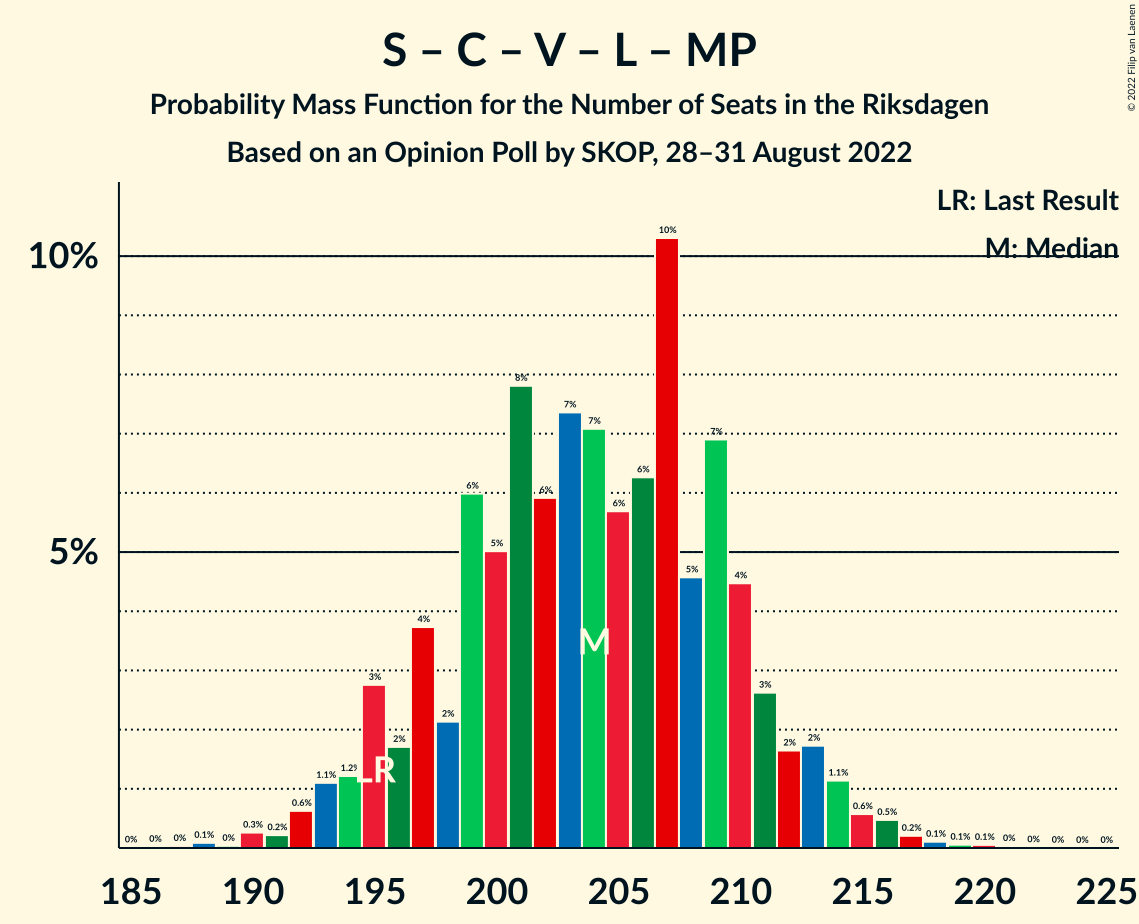 S – C – V – L – MP
Probability Mass Function for the Number of Seats in the Riksdagen
Based on an Opinion Poll by SKOP, 28–31 August 2022
© 2022 Filip van Laenen
LR: Last Result
M: Median
10%
5%
0% 0% 0% 0.1% 0% 0.3% 0.2% 0.6% 1.1% 1.2% 3% 2% 4% 2% 6% 5% 8% 6% 7% 7% 6% 6% 10% 5% 7% 4% 3% 2% 2% 1.1% 0.6% 0.5% 0.2% 0.1% 0.1% 0.1% 0% 0% 0% 0% 0%
LR
M
185 190 195 200 205 210 215 220 225